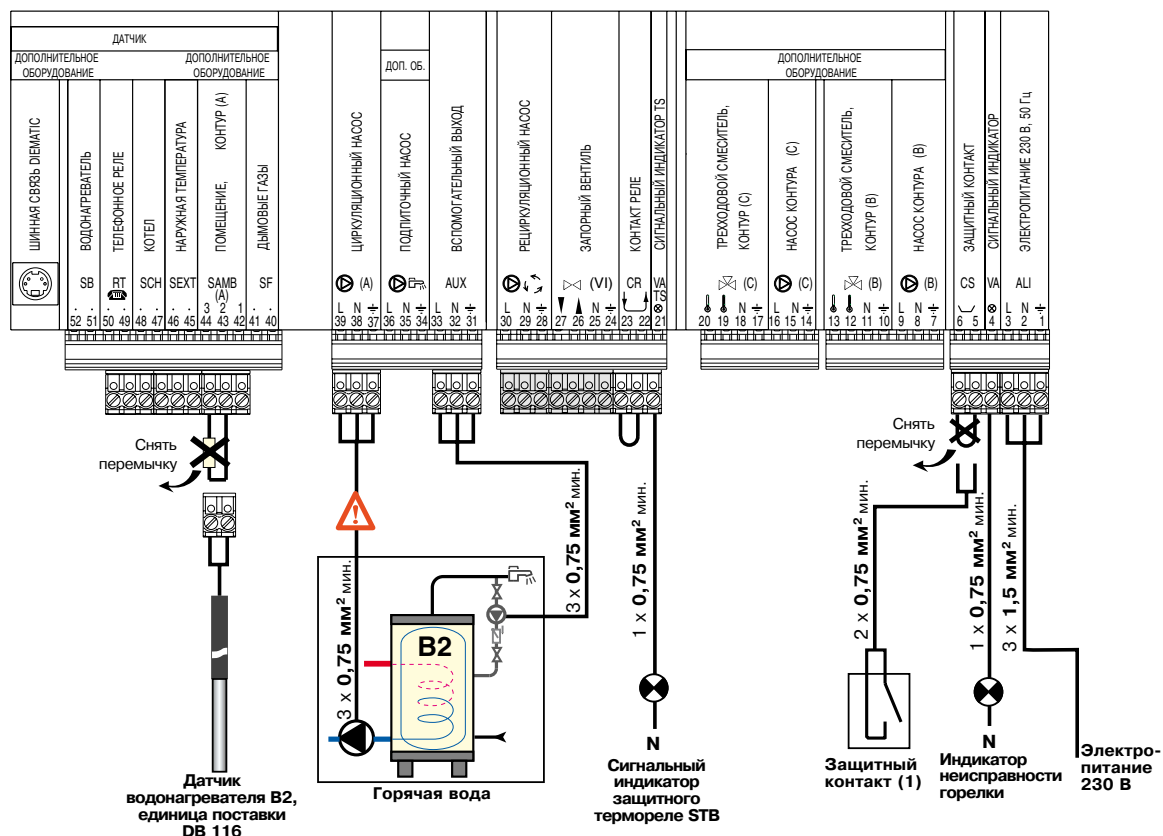 ДАТЧИК
ДОПОЛНИТЕЛЬНОЕ
ОБОРУДОВАНИЕ
ДОПОЛНИТЕЛЬНОЕ
ОБОРУДОВАНИЕ
ДОП. ОБ.
ДОПОЛНИТЕЛЬНОЕ
ОБОРУДОВАНИЕ
ШИННАЯ СВЯЗЬ DIEMATIC
ВОДОНАГРЕВАТЕЛЬ
ТЕЛЕФОННОЕ РЕЛЕ
КОТЕЛ
НАРУЖНАЯ ТЕМПЕРАТУРА
ПОМЕЩЕНИЕ, КОНТУР (A)
ДЫМОВЫЕ ГАЗЫ
ЦИРКУЛЯЦИОННЫЙ НАСОС
ПОДПИТОЧНЫЙ НАСОС
ВСПОМОГАТЕЛЬНЫЙ ВЫХОД
РЕЦИРКУЛЯЦИОННЫЙ НАСОС
ЗАПОРНЫЙ ВЕНТИЛЬ
КОНТАКТ РЕЛЕ
СИГНАЛЬНЫЙ ИНДИКАТОР TS
ТРЕХХОДОВОЙ СМЕСИТЕЛЬ,
КОНТУР (C)
НАСОС КОНТУРА (C)
ТРЕХХОДОВОЙ СМЕСИТЕЛЬ,
КОНТУР (B)
НАСОС КОНТУРА (B)
ЗАЩИТНЫЙ КОНТАКТ
СИГНАЛЬНЫЙ ИНДИКАТОР
ЭЛЕКТРОПИТАНИЕ 230 В, 50 Гц
SB
RT
SCH
SEXT
SAMB
(A)
SF
(A)
AUX
(VI)
CR
VA
TS
(C)
(C)
(B)
(B)
CS
VA
ALI
3 2 1
L N
L N
L N
L N
N
N
L N
N
L N
L N
52 51 50 49 48 47 46 45 44 43 42 41 40
39 38 37 36 35 34 33 32 31
30 29 28 27 26 25 24 23 22 21
20 19 18 17 16 15 14 13 12 11 10 9 8 7
6 5 4 3 2 1
Снять
перемычку
Снять
перемычку
3 x 0,75 мм² мин.
3 x 0,75 мм² мин.
1 x 0,75 мм² мин.
2 x 0,75 мм² мин.
1 x 0,75 мм² мин.
3 x 1,5 мм² мин.
B2
N
N
Датчик
водонагревателя B2,
единица поставки
DB 116
Горячая вода
Сигнальный
индикатор
защитного
термореле STB
Защитный
контакт (1)
Индикатор
неисправности
горелки
Электро-
питание
230 В